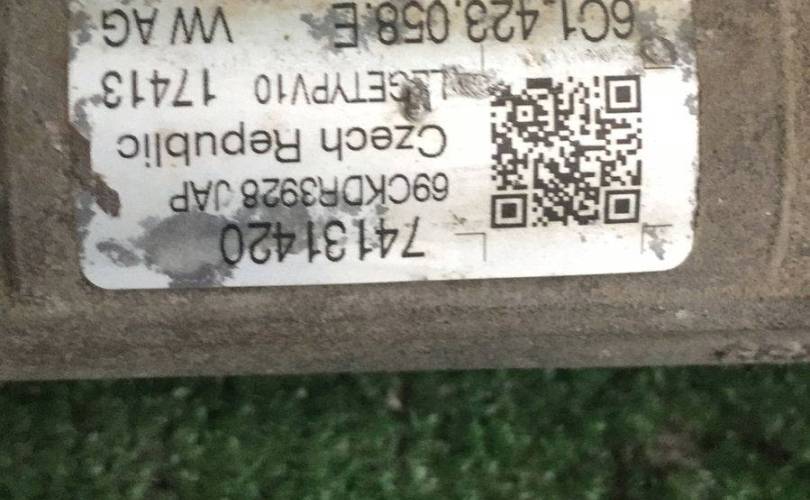 6C1.423.058.E VW AG
17413
Czech Republic
69CKDR3928 JAP
74131420